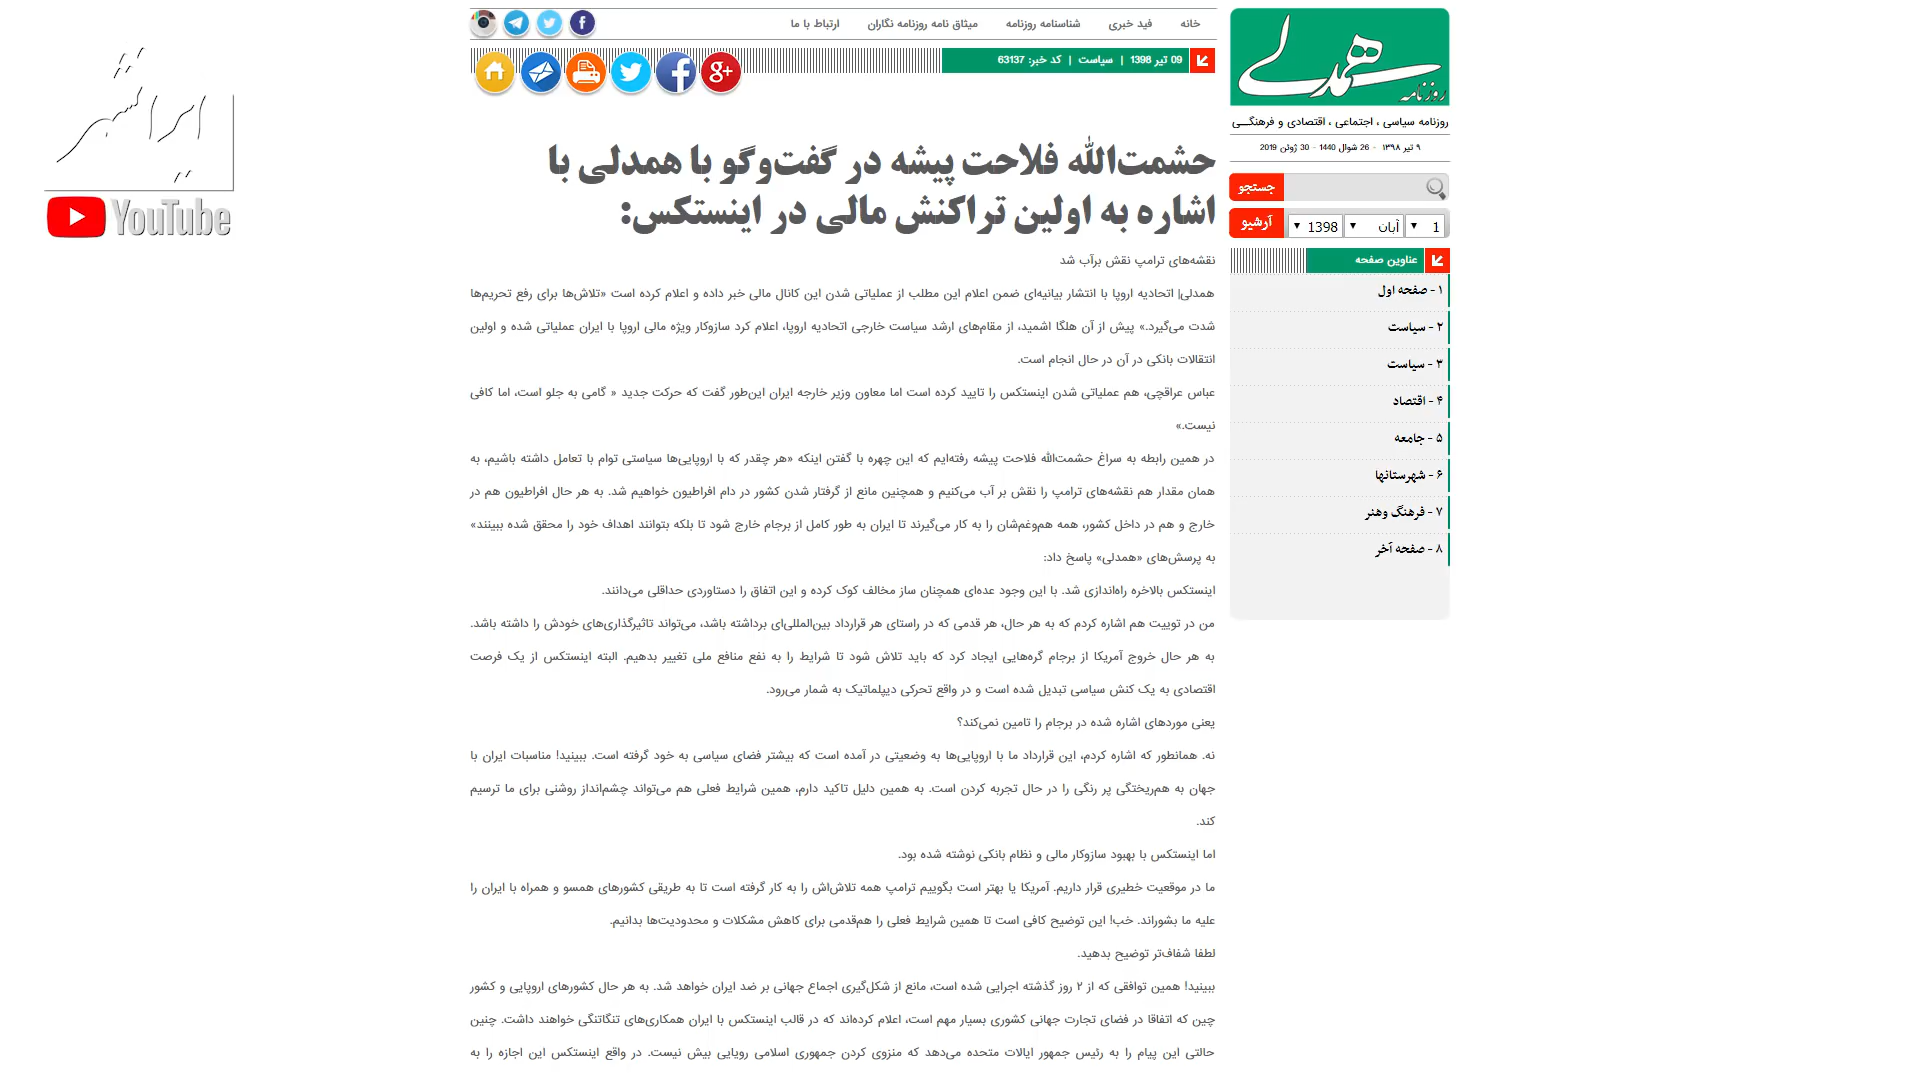 خانه
فید خبری
شناسنامه روزنامه
میثاق نامه روزنامه نگاران
ارتباط با ما
09 تیر 1398 | سیاست | کد خبر: 63137
حشمت‌الله فلاحت پیشه در گفت‌وگو با همدلی با
اشاره به اولین تراکنش مالی در اینستکس:
نقشه‌های ترامپ نقش برآب شد
همدلی| اتحادیه اروپا با انتشار بیانیه‌ای ضمن اعلام این مطلب از عملیاتی شدن این کانال مالی خبر داده و اعلام کرده است «تلاش‌ها برای رفع تحریم‌ها
شدت می‌گیرد.» پیش از آن هلگا اشمید، از مقام‌های ارشد سیاست خارجی اتحادیه اروپا، اعلام کرد سازوکار ویژه مالی اروپا با ایران عملیاتی شده و اولین
انتقالات بانکی در آن در حال انجام است.
عباس عراقچی، هم عملیاتی شدن اینستکس را تایید کرده است اما معاون وزیر خارجه ایران این‌طور گفت که حرکت جدید « گامی به جلو است، اما کافی
نیست.»
در همین رابطه به سراغ حشمت‌الله فلاحت پیشه رفته‌ایم که این چهره با گفتن اینکه «هر چقدر که با اروپایی‌ها سیاستی توام با تعامل داشته باشیم، به
همان مقدار هم نقشه‌های ترامپ را نقش بر آب می‌کنیم و همچنین مانع از گرفتار شدن کشور در دام افراطیون خواهیم شد. به هر حال افراطیون هم در
خارج و هم در داخل کشور، همه هم‌وغم‌شان را به کار می‌گیرند تا ایران به طور کامل از برجام خارج شود تا بلکه بتوانند اهداف خود را محقق شده ببینند»
به پرسش‌های «همدلی» پاسخ داد:
اینستکس بالاخره راه‌اندازی شد. با این وجود عده‌ای همچنان ساز مخالف کوک کرده و این اتفاق را دستاوردی حداقلی می‌دانند.
من در توییت هم اشاره کردم که به هر حال، هر قدمی که در راستای هر قرارداد بین‌المللی‌ای برداشته باشد، می‌تواند تاثیرگذاری‌های خودش را داشته باشد.
به هر حال خروج آمریکا از برجام گره‌هایی ایجاد کرد که باید تلاش شود تا شرایط را به نفع منافع ملی تغییر بدهیم. البته اینستکس از یک فرصت
اقتصادی به یک کنش سیاسی تبدیل شده است و در واقع تحرکی دیپلماتیک به شمار می‌رود.
یعنی موردهای اشاره شده در برجام را تامین نمی‌کند؟
نه. همانطور که اشاره کردم، این قرارداد ما با اروپایی‌ها به وضعیتی در آمده است که بیشتر فضای سیاسی به خود گرفته است. ببینید! مناسبات ایران با
جهان به هم‌ریختگی پر رنگی را در حال تجربه کردن است. به همین دلیل تاکید دارم، همین شرایط فعلی هم می‌تواند چشم‌انداز روشنی برای ما ترسیم
کند.
اما اینستکس با بهبود سازوکار مالی و نظام بانکی نوشته شده بود.
ما در موقعیت خطیری قرار داریم. آمریکا یا بهتر است بگوییم ترامپ همه تلاش‌اش را به کار گرفته است تا به طریقی کشورهای همسو و همراه با ایران را
علیه ما بشوراند. خب! این توضیح کافی است تا همین شرایط فعلی را هم‌قدمی برای کاهش مشکلات و محدودیت‌ها بدانیم.
لطفا شفاف‌تر توضیح بدهید.
ببینید! همین توافقی که از ۲ روز گذشته اجرایی شده است، مانع از شکل‌گیری اجماع جهانی بر ضد ایران خواهد شد. به هر حال کشورهای اروپایی و کشور
چین که اتفاقا در فضای تجارت جهانی کشوری بسیار مهم است، اعلام کرده‌اند که در قالب اینستکس با ایران همکاری‌های تنگاتنگی خواهند داشت. چنین
حالتی این پیام را به رئیس جمهور ایالات متحده می‌دهد که منزوی کردن جمهوری اسلامی رویایی بیش نیست. در واقع اینستکس این اجازه را به
روزنامه همدلی
روزنامه سیاسی ، اجتماعی ، اقتصادی و فرهنگــی
۹ تیر ۱۳۹۸ - 26 شوال 1440 - 30 ژوئن 2019
جستجو
آرشیو
1
آبان
1398
عناوین صفحه
۱ - صفحه اول
۲ - سیاست
۳ - سیاست
۴ - اقتصاد
۵ - جامعه
۶ - شهرستانها
۷ - فرهنگ وهنر
۸ - صفحه آخر
ایرانشهر
YouTube